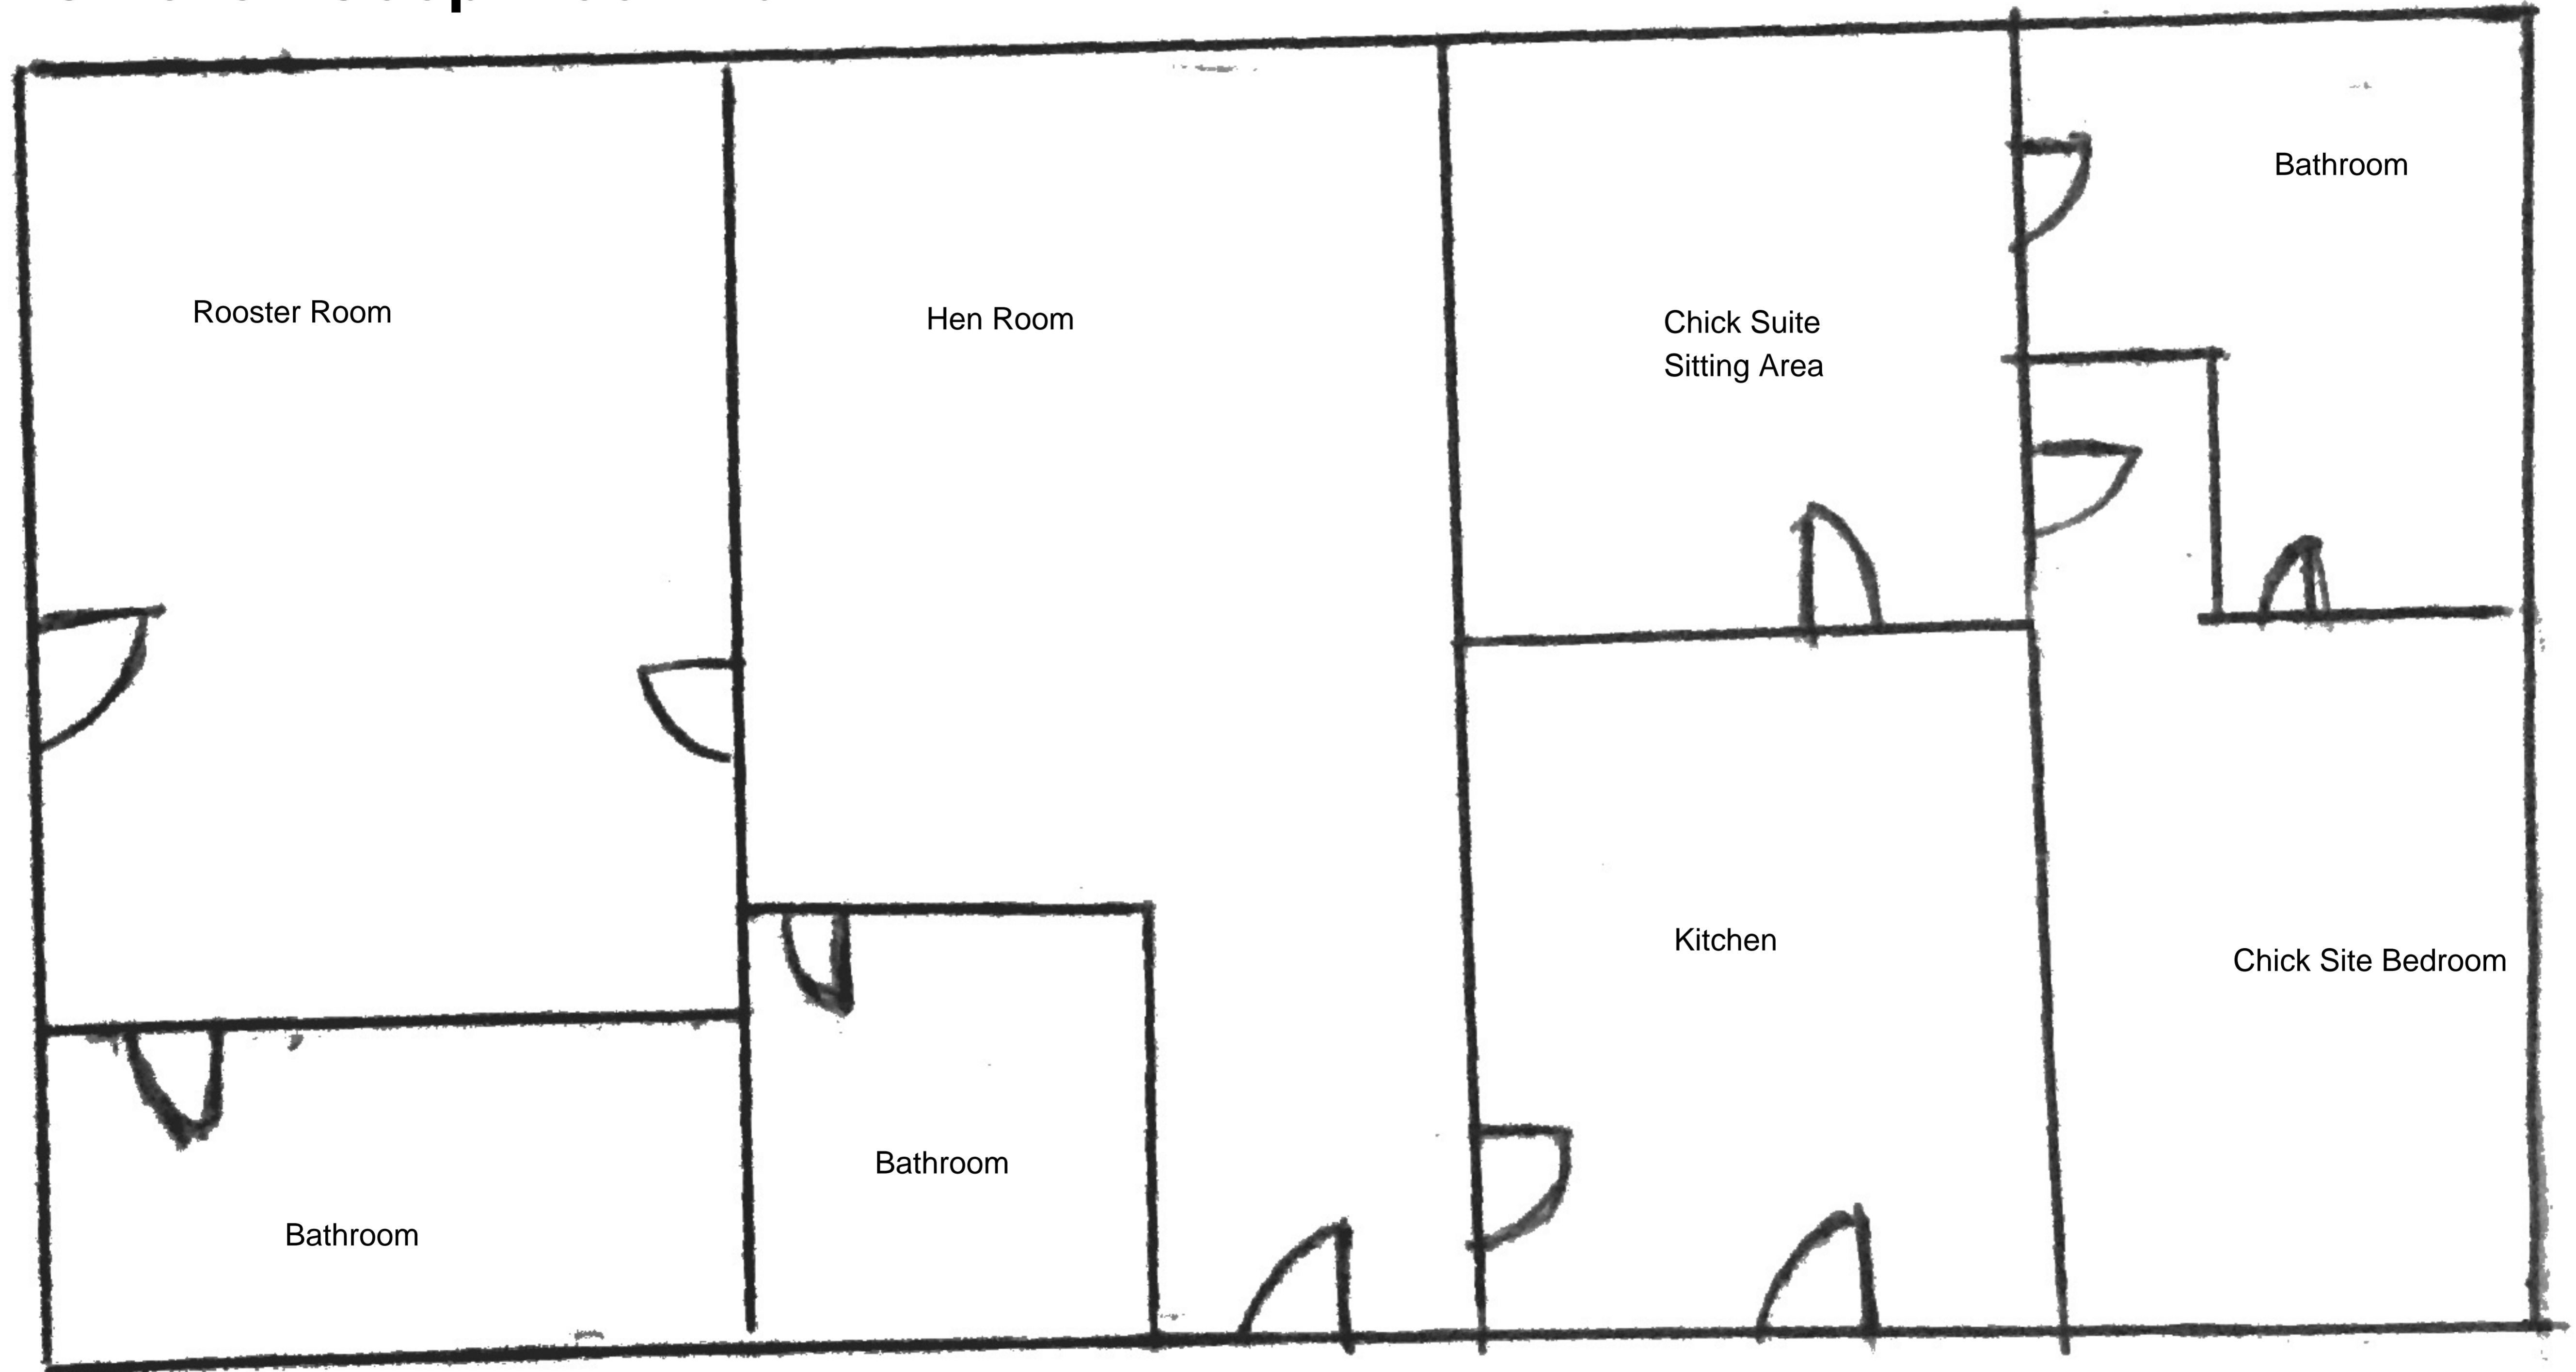 Bathroom
Rooster Room
Hen Room
Chick Suite
Sitting Area
Kitchen
Chick Site Bedroom
Bathroom
Bathroom